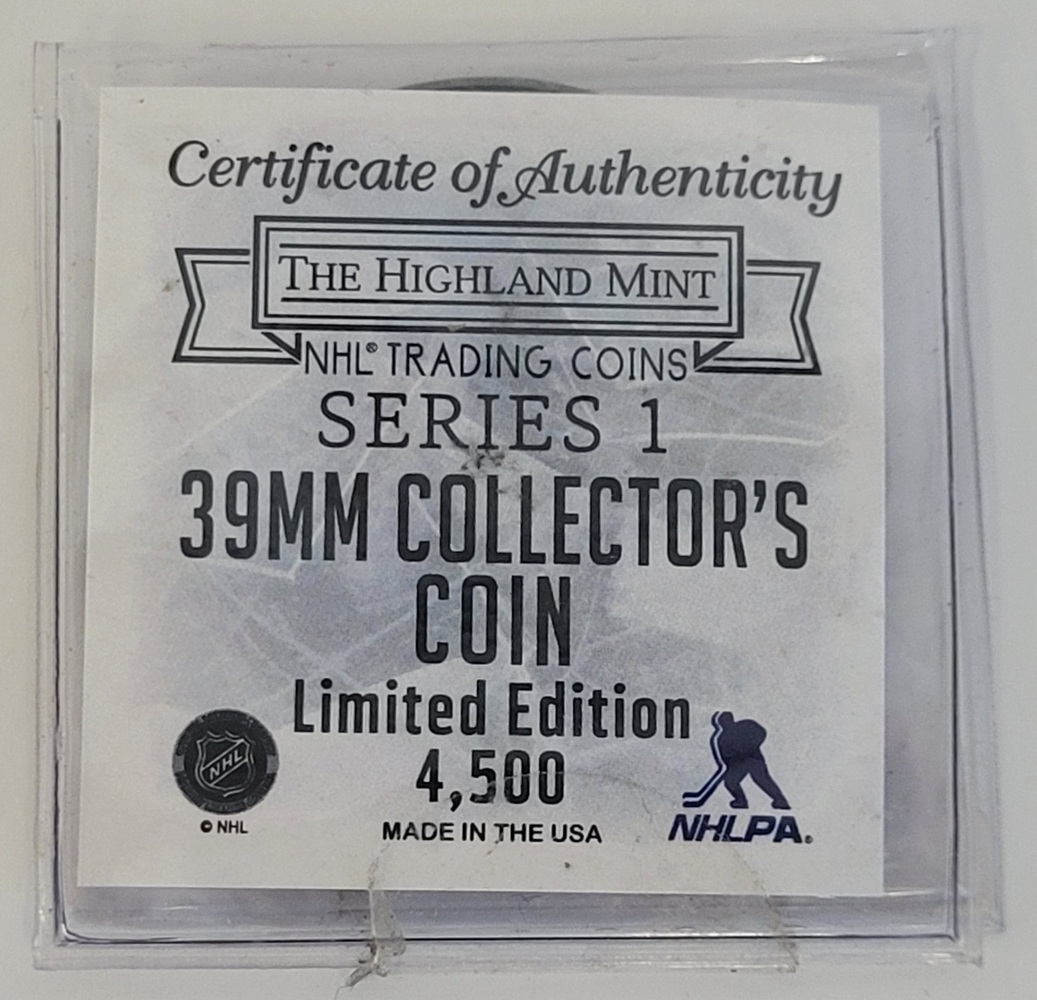 Certificate of Authenticity
THE HIGHLAND MINT
NHL® TRADING COINS
SERIES 1
39MM COLLECTOR'S
COIN
Limited Edition
4,500
MADE IN THE USA
NHL
© NHL
NHLPA.